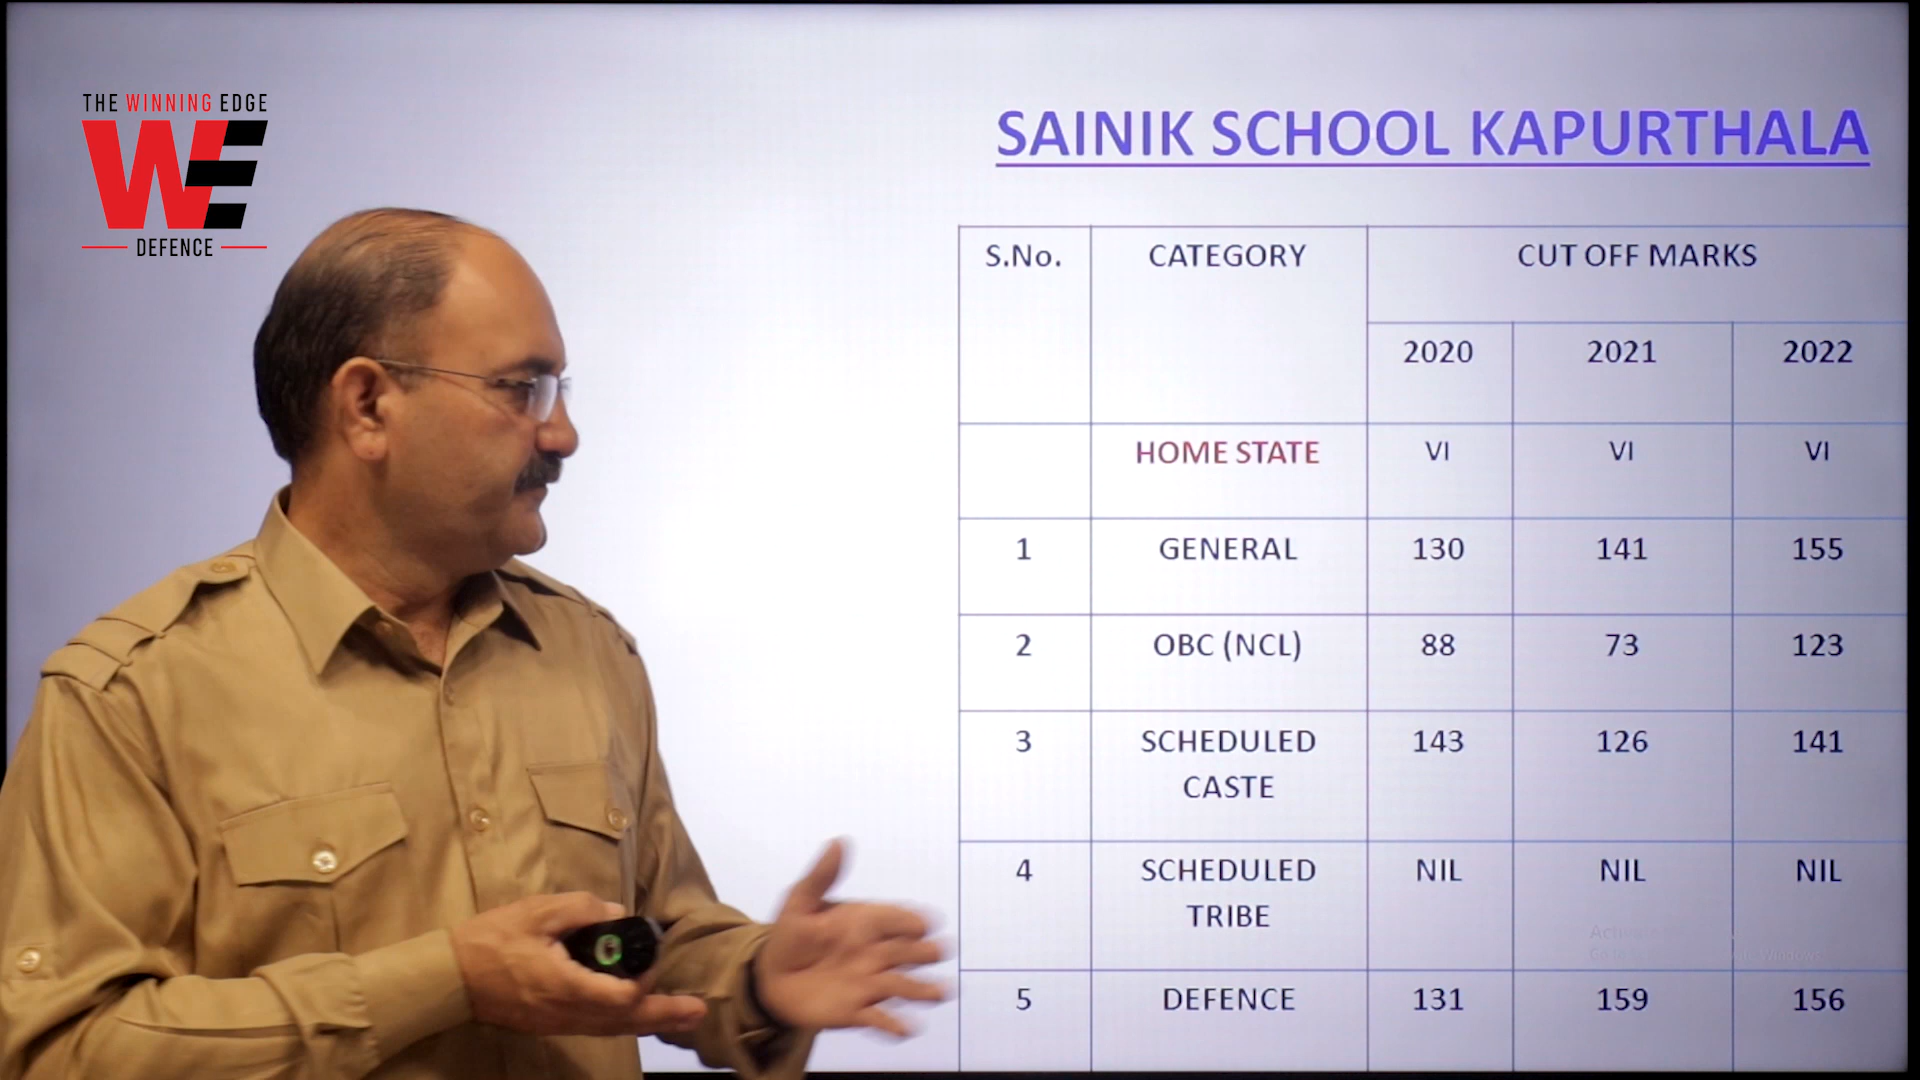 THE WINNING EDGE
WE
DEFENCE
SAINIK SCHOOL KAPURTHALA
S.No. CATEGORY CUT OFF MARKS
2020 2021 2022
HOME STATE VI VI VI
1 GENERAL 130 141 155
2 OBC (NCL) 88 73 123
3 SCHEDULED 143 126 141
CASTE
4 SCHEDULED NIL NIL NIL
TRIBE
5 DEFENCE 131 159 156